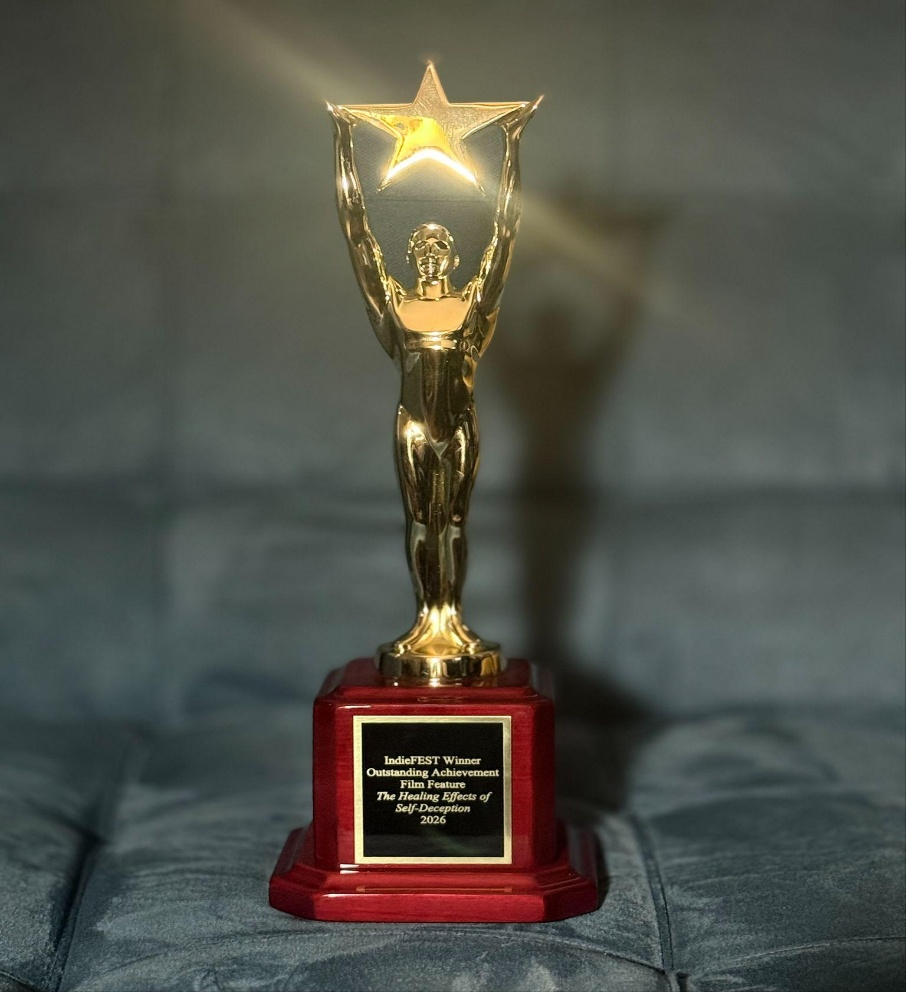 IndieFEST Winner
Outstanding Achievement
Film Feature
The Healing Effects of
Self-Deception
2026